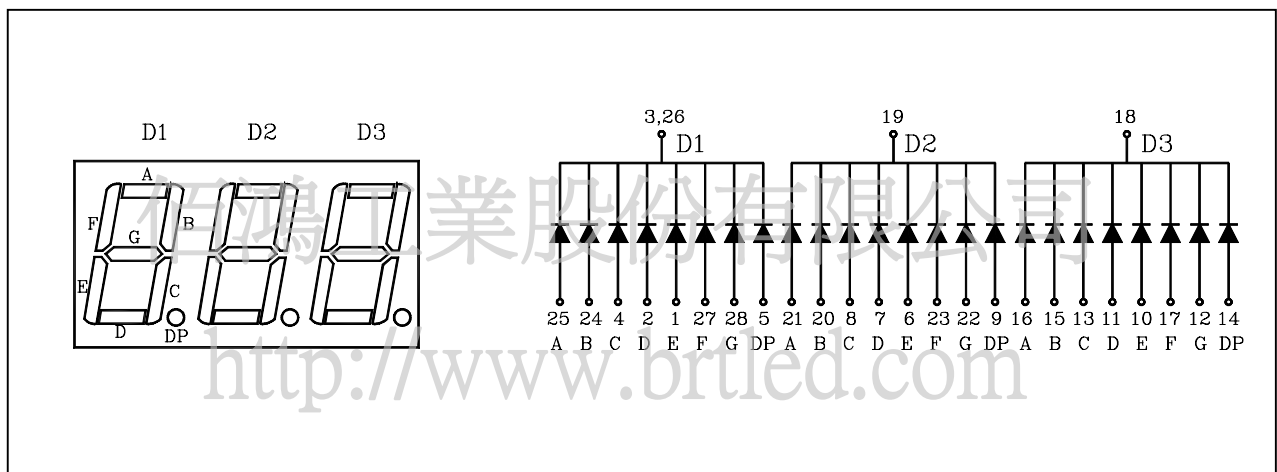 3,26 19 18
D1 D2 D3 D1 D2 D3
A
佰鴻工業股份有限公司
F B
G
E C
D DP
25 24 4 2 1 27 28 5 21 20 8 7 6 23 22 9 16 15 13 11 10 17 12 14
A B C D E F G DP A B C D E F G DP A B C D E F G DP
http://www.brtled.com